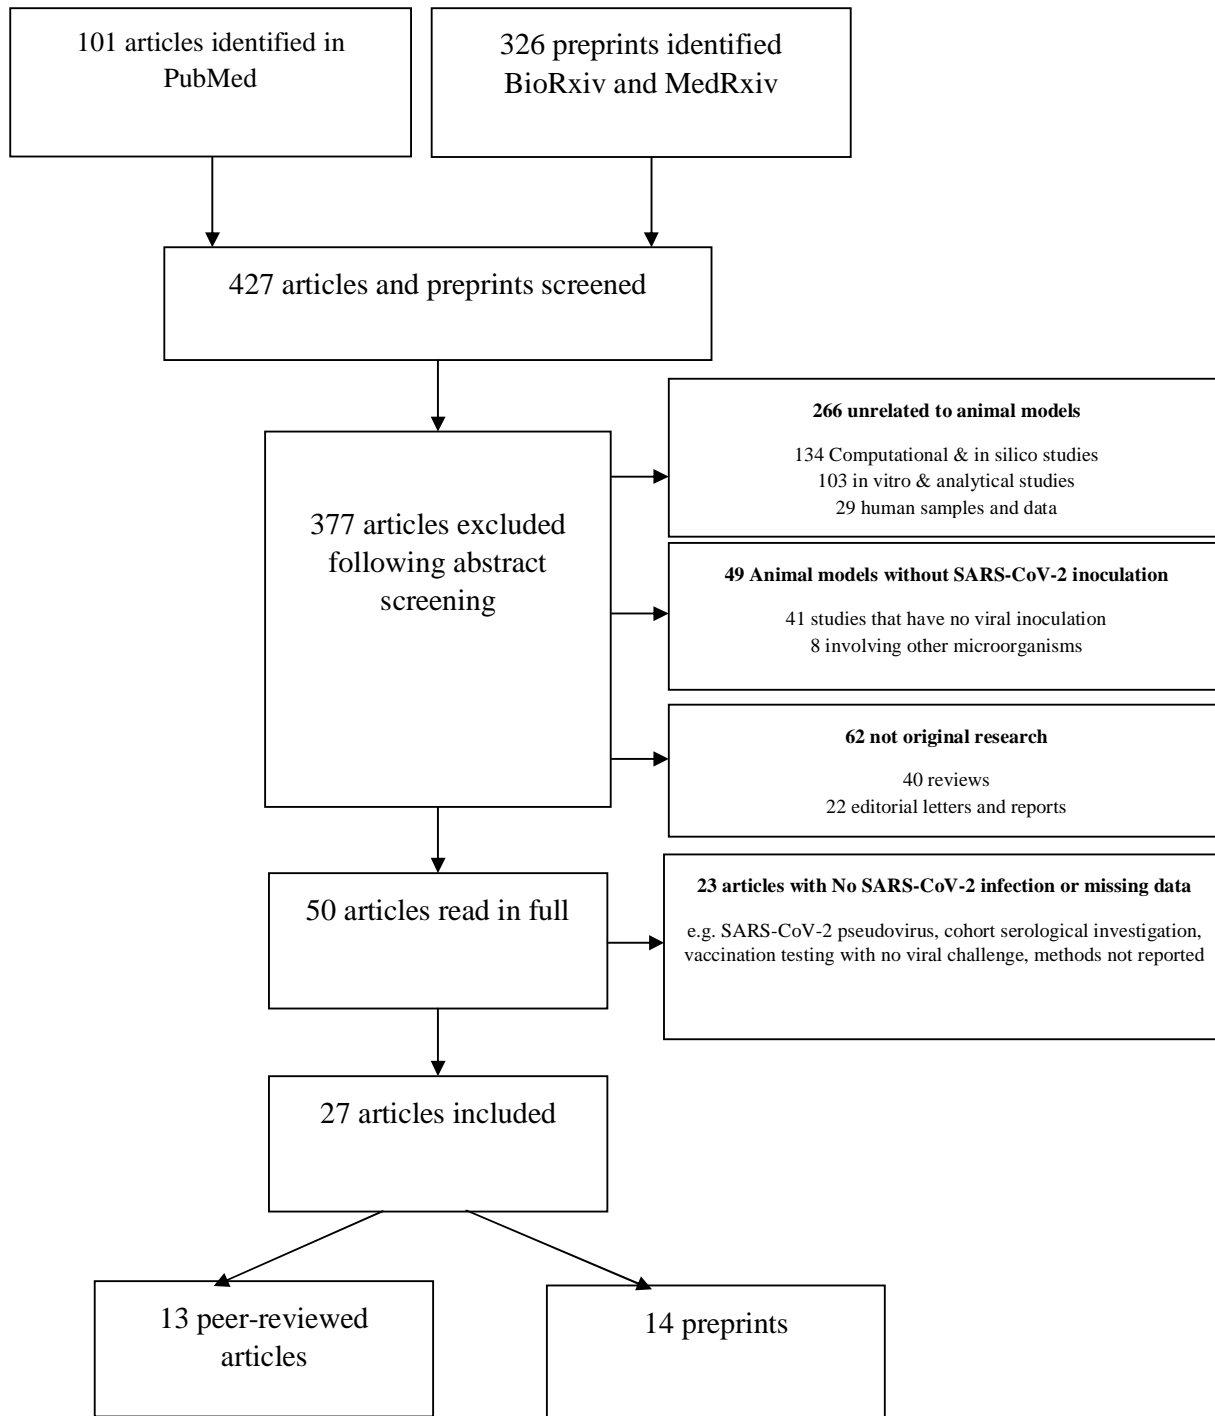 101 articles identified in
PubMed
326 preprints identified
BioRxiv and MedRxiv
427 articles and preprints screened
377 articles excluded
following abstract
screening
266 unrelated to animal models
134 Computational & in silico studies
103 in vitro & analytical studies
29 human samples and data
49 Animal models without SARS-CoV-2 inoculation
41 studies that have no viral inoculation
8 involving other microorganisms
62 not original research
40 reviews
22 editorial letters and reports
50 articles read in full
23 articles with No SARS-CoV-2 infection or missing data
e.g. SARS-CoV-2 pseudovirus, cohort serological investigation,
vaccination testing with no viral challenge, methods not reported
27 articles included
13 peer-reviewed
articles
14 preprints